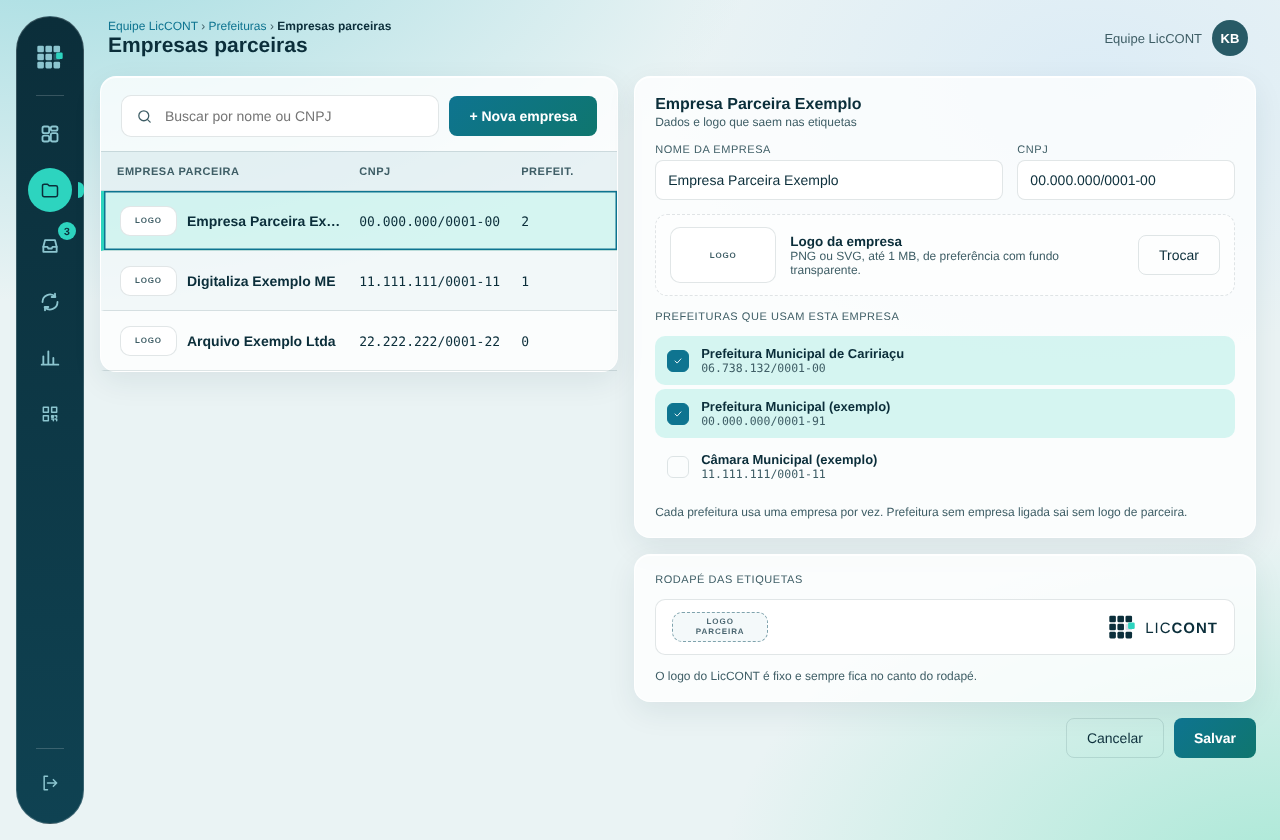 Equipe LicCONT › Prefeituras › Empresas parceiras
Empresas parceiras
Equipe LicCONT
KB
3
Buscar por nome ou CNPJ
+ Nova empresa
EMPRESA PARCEIRA CNPJ PREFEIT.
LOGO Empresa Parceira Ex… 00.000.000/0001-00 2
LOGO Digitaliza Exemplo ME 11.111.111/0001-11 1
LOGO Arquivo Exemplo Ltda 22.222.222/0001-22 0
Empresa Parceira Exemplo
Dados e logo que saem nas etiquetas
NOME DA EMPRESA CNPJ
Empresa Parceira Exemplo 00.000.000/0001-00
LOGO
Logo da empresa
PNG ou SVG, até 1 MB, de preferência com fundo
transparente.
Trocar
PREFEITURAS QUE USAM ESTA EMPRESA
Prefeitura Municipal de Caririaçu
06.738.132/0001-00
Prefeitura Municipal (exemplo)
00.000.000/0001-91
Câmara Municipal (exemplo)
11.111.111/0001-11
Cada prefeitura usa uma empresa por vez. Prefeitura sem empresa ligada sai sem logo de parceira.
RODAPÉ DAS ETIQUETAS
LOGO
PARCEIRA
LICCONT
O logo do LicCONT é fixo e sempre fica no canto do rodapé.
Cancelar Salvar